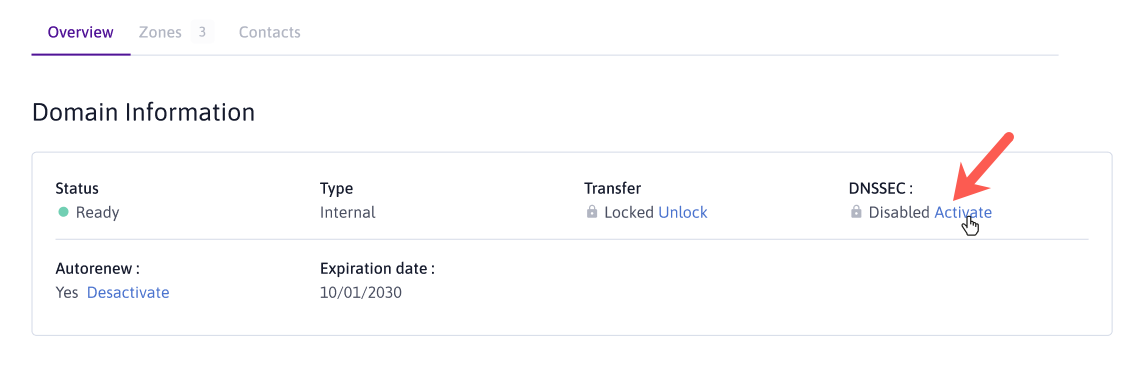 Overview Zones 3 Contacts
Domain Information
Status Type Transfer DNSSEC :
Ready Internal Locked Unlock Disabled Activate
Autorenew : Expiration date :
Yes Desactivate 10/01/2030